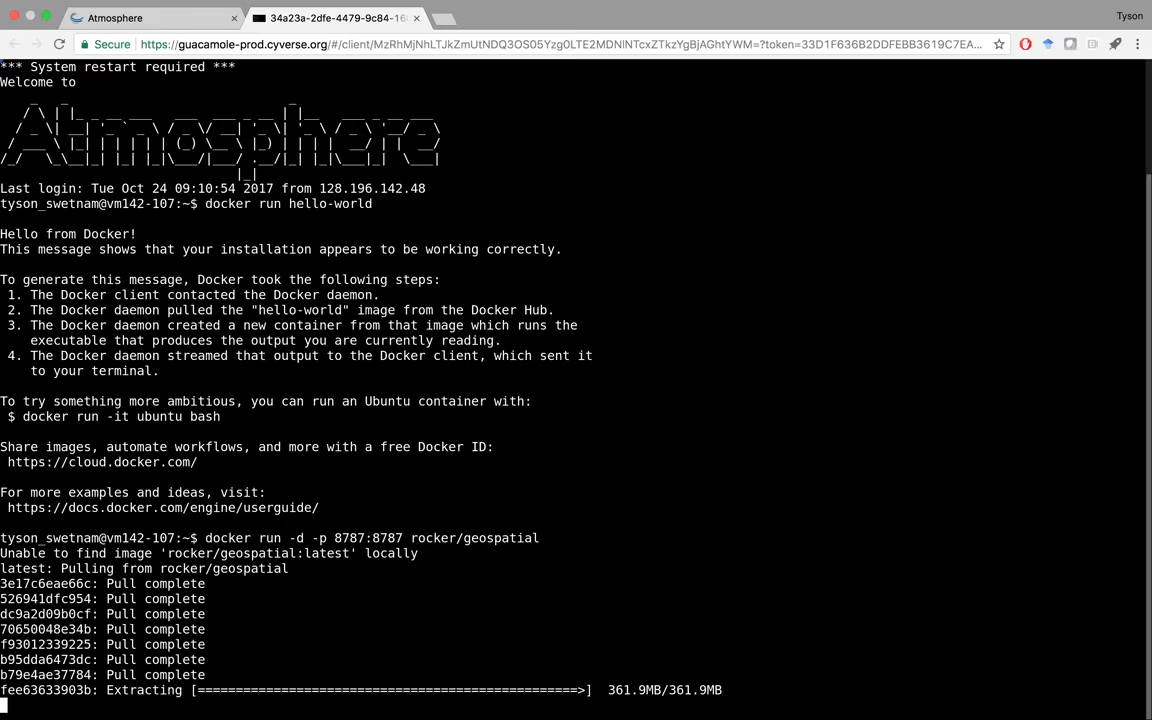 Atmosphere
34a23a-2dfe-4479-9c84-16
Tyson
Secure https://guacamole-prod.cyverse.org/#/client/MzRhMjNhLTJkZmUtNDQ3OS05Yzg0LTE2MDNlNTcxZTkzYgBjAGhtYWM=?token=33D1F636B2DDFEBB3619C7EA...
*** System restart required ***
Welcome to
Atmosphere
Last login: Tue Oct 24 09:10:54 2017 from 128.196.142.48
tyson_swetnam@vm142-107:~$ docker run hello-world
Hello from Docker!
This message shows that your installation appears to be working correctly.
To generate this message, Docker took the following steps:
1. The Docker client contacted the Docker daemon.
2. The Docker daemon pulled the "hello-world" image from the Docker Hub.
3. The Docker daemon created a new container from that image which runs the
executable that produces the output you are currently reading.
4. The Docker daemon streamed that output to the Docker client, which sent it
to your terminal.
To try something more ambitious, you can run an Ubuntu container with:
$ docker run -it ubuntu bash
Share images, automate workflows, and more with a free Docker ID:
https://cloud.docker.com/
For more examples and ideas, visit:
https://docs.docker.com/engine/userguide/
tyson_swetnam@vm142-107:~$ docker run -d -p 8787:8787 rocker/geospatial
Unable to find image 'rocker/geospatial:latest' locally
latest: Pulling from rocker/geospatial
3e17c6eae66c: Pull complete
526941dfc954: Pull complete
dc9a2d09b0cf: Pull complete
70650048e34b: Pull complete
f93012339225: Pull complete
b95dda6473dc: Pull complete
b79e4ae37784: Pull complete
fee63633903b: Extracting [==================================================>] 361.9MB/361.9MB